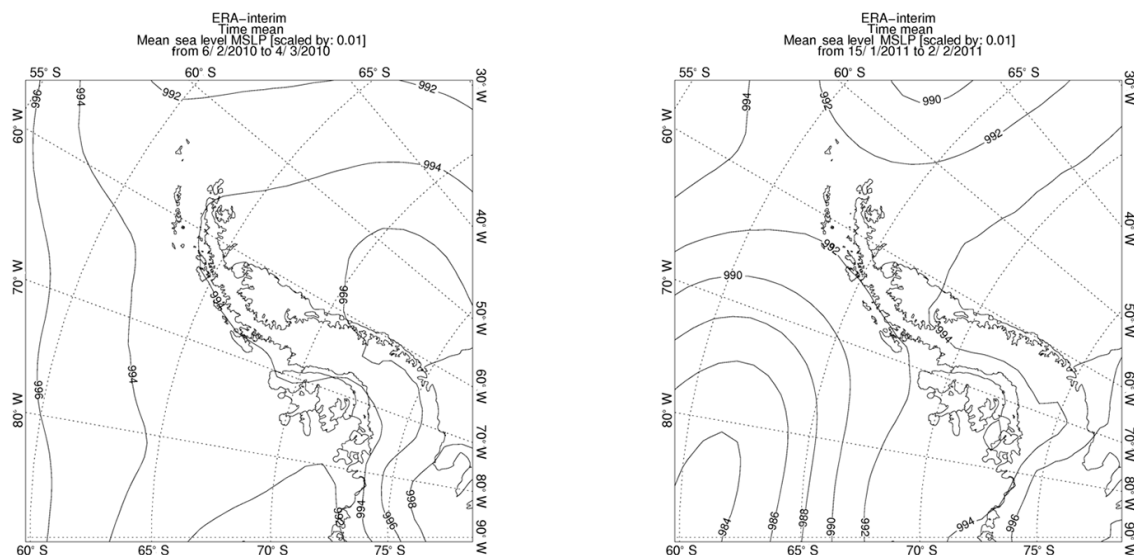 ERA-interim
Time mean
Mean sea level MSLP [scaled by: 0.01]
from 6/ 2/2010 to 4/ 3/2010
55° S 60° S 65° S
30° W
60° W
40° W
70° W
50° W
60° W
80° W
70° W
80° W
90° W
60° S 65° S 70° S 75° S
996
994
992
992
994
996
994
994
996
992
994
996
998
ERA-interim
Time mean
Mean sea level MSLP [scaled by: 0.01]
from 15/ 1/2011 to 2/ 2/2011
55° S 60° S 65° S
30° W
60° W
40° W
70° W
50° W
60° W
80° W
70° W
80° W
90° W
60° S 65° S 70° S 75° S
994
992
990
992
992
990
994
984
986
988
990
992
994
996